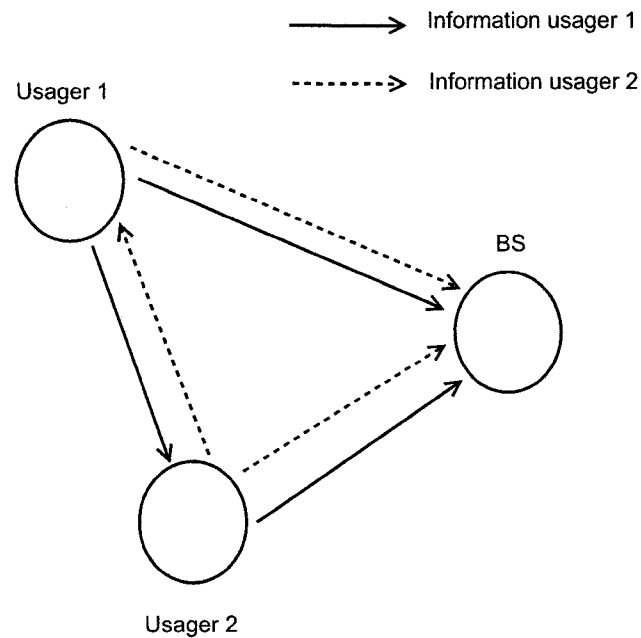 Information usager 1
Information usager 2
Usager 1
BS
Usager 2